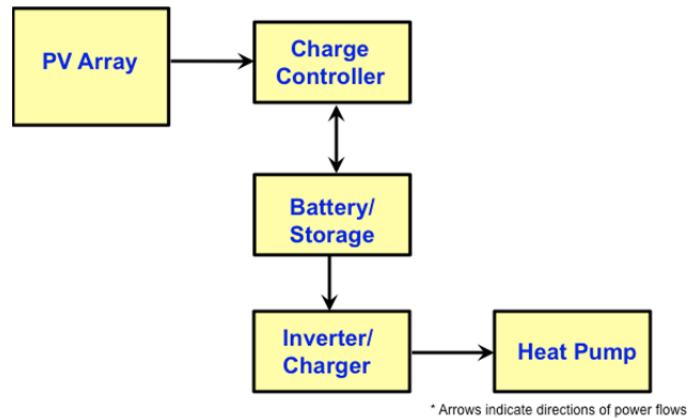 PV Array
Charge
Controller
Battery/
Storage
Inverter/
Charger
Heat Pump
* Arrows indicate directions of power flows